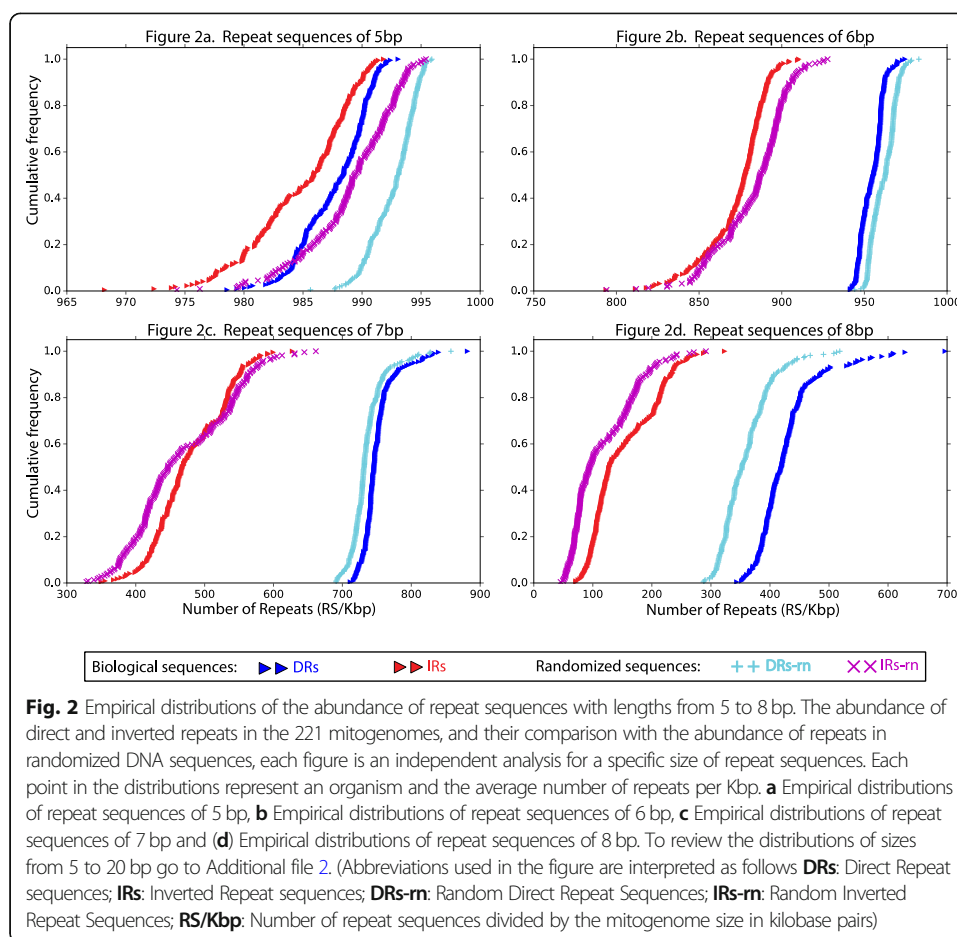 Figure 2a. Repeat sequences of 5bp
Figure 2b. Repeat sequences of 6bp
Cumulative frequency
1.0
0.8
0.6
0.4
0.2
0.0
965 970 975 980 985 990 995 1000
1.0
0.8
0.6
0.4
0.2
0.0
750 800 850 900 950 1000
Figure 2c. Repeat sequences of 7bp
Figure 2d. Repeat sequences of 8bp
Cumulative frequency
1.0
0.8
0.6
0.4
0.2
0.0
300 400 500 600 700 800 900
Number of Repeats (RS/Kbp)
1.0
0.8
0.6
0.4
0.2
0.0
0 100 200 300 400 500 600 700
Number of Repeats (RS/Kbp)
Biological sequences: DRs IRs Randomized sequences: DRs-rn IRs-rn
Fig. 2 Empirical distributions of the abundance of repeat sequences with lengths from 5 to 8 bp. The abundance of
direct and inverted repeats in the 221 mitogenomes, and their comparison with the abundance of repeats in
randomized DNA sequences, each figure is an independent analysis for a specific size of repeat sequences. Each
point in the distributions represent an organism and the average number of repeats per Kbp. a Empirical distributions
of repeat sequences of 5 bp, b Empirical distributions of repeat sequences of 6 bp, c Empirical distributions of repeat
sequences of 7 bp and (d) Empirical distributions of repeat sequences of 8 bp. To review the distributions of sizes
from 5 to 20 bp go to Additional file 2. (Abbreviations used in the figure are interpreted as follows DRs: Direct Repeat
sequences; IRs: Inverted Repeat sequences; DRs-rn: Random Direct Repeat Sequences; IRs-rn: Random Inverted
Repeat Sequences; RS/Kbp: Number of repeat sequences divided by the mitogenome size in kilobase pairs)